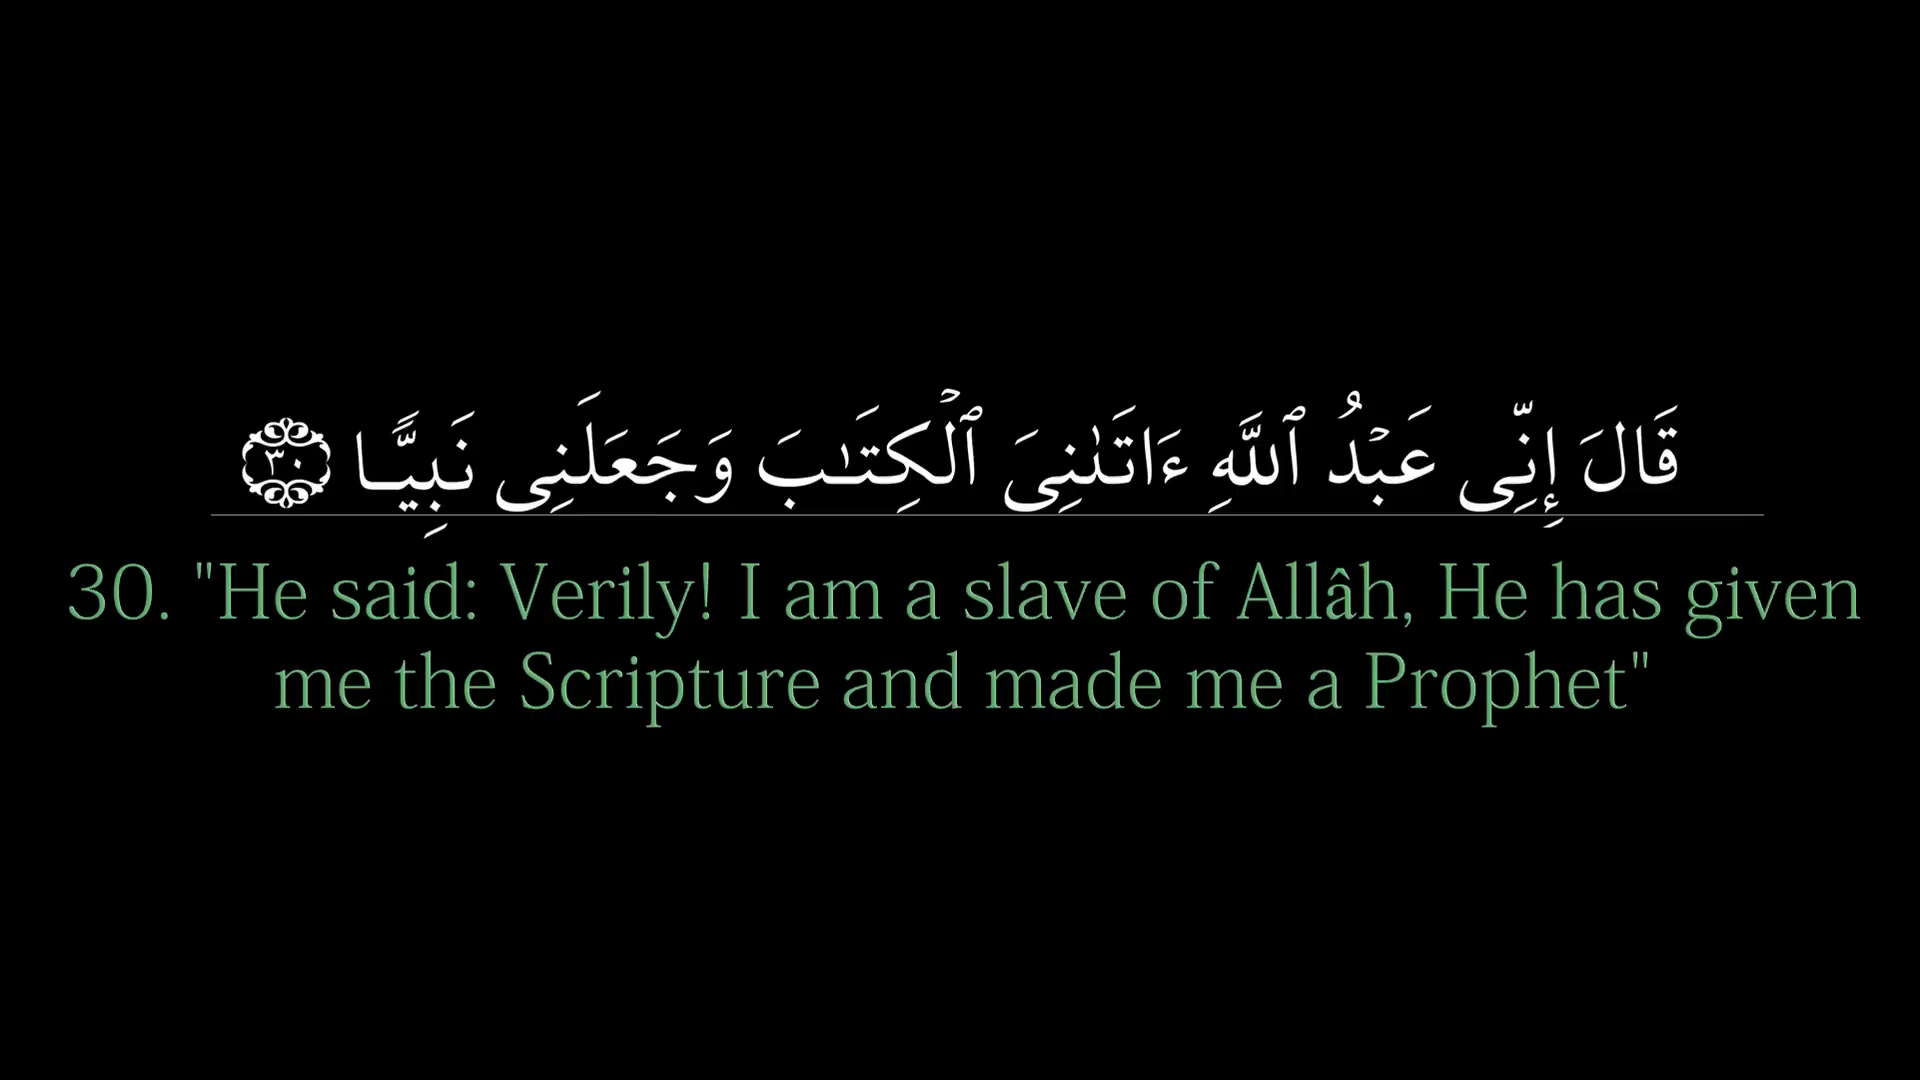 قَالَ إِنِّى عَبْدُ ٱللَّهِ ءَاتَىٰنِىَ ٱلْكِتَـٰبَ وَجَعَلَنِى نَبِيًّـا ٣٠
30. "He said: Verily! I am a slave of Allâh, He has given
me the Scripture and made me a Prophet"